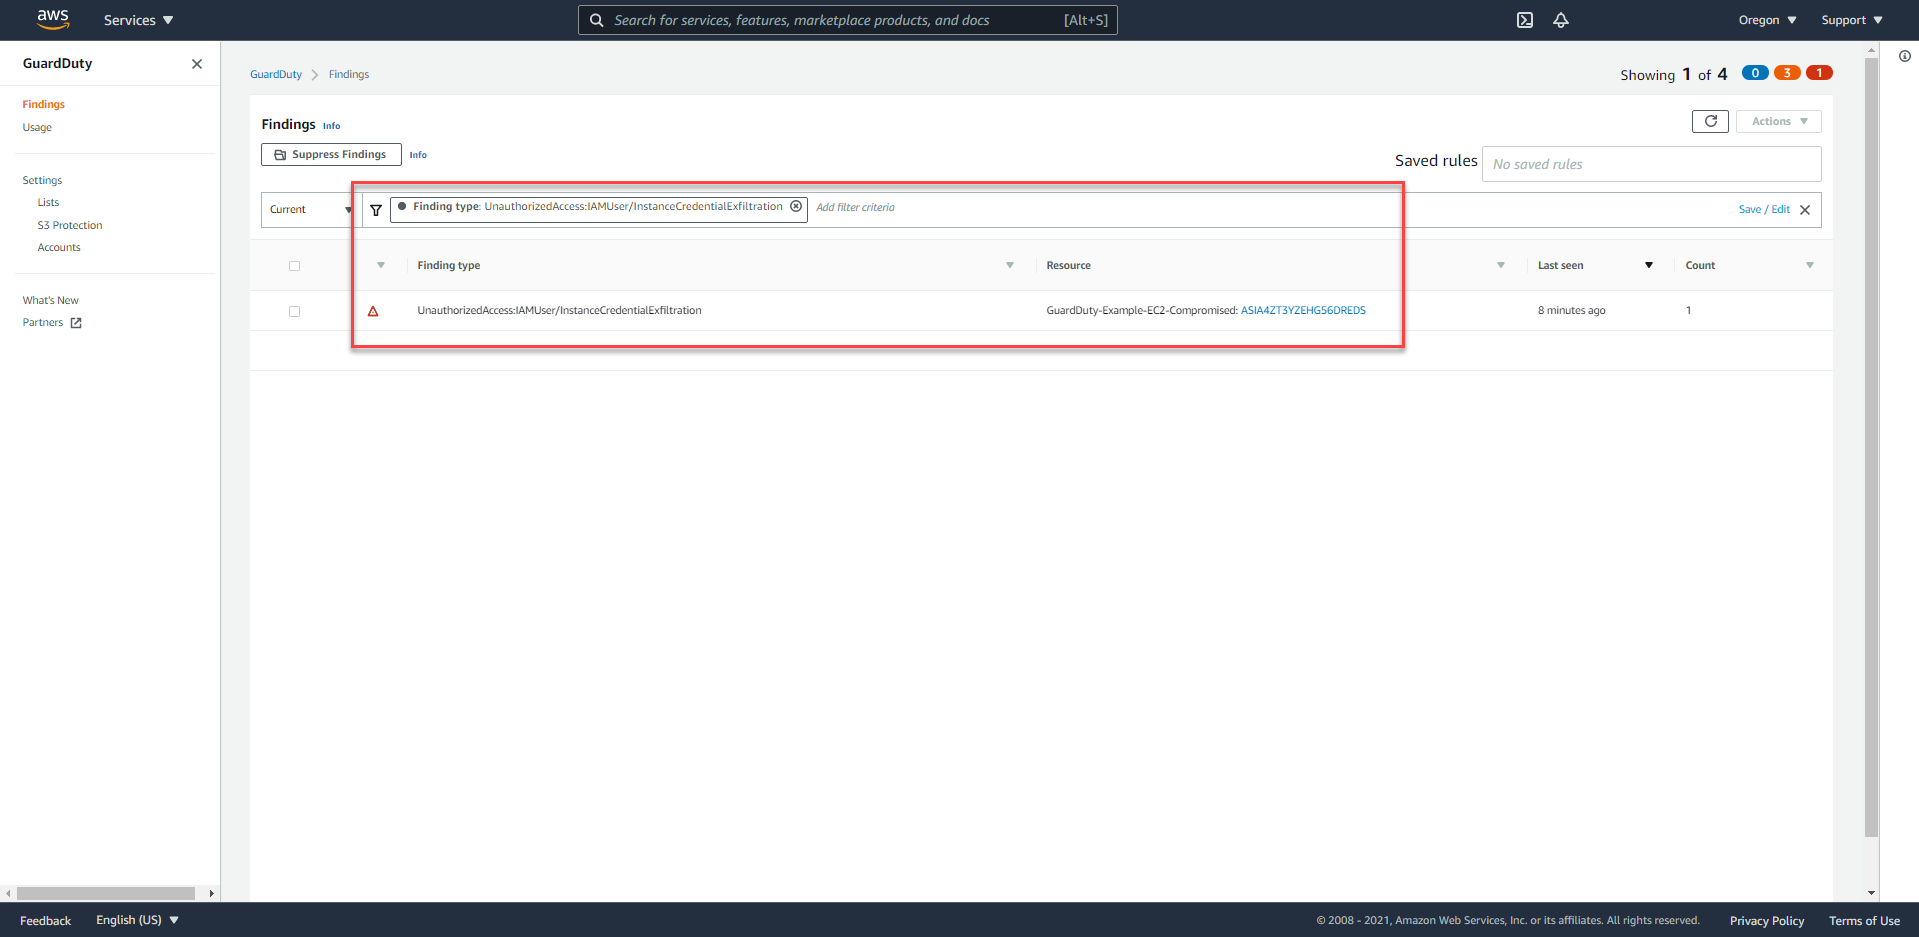 aws Services Search for services, features, marketplace products, and docs [Alt+S] Oregon Support
GuardDuty
Findings
Usage
Settings
Lists
S3 Protection
Accounts
What's New
Partners
GuardDuty Findings
Showing 1 of 4 0 3 1
Findings Info
Actions
Suppress Findings Info
Saved rules No saved rules
Current Finding type: UnauthorizedAccess:IAMUser/InstanceCredentialExfiltration Add filter criteria Save / Edit
Finding type Resource Last seen Count
UnauthorizedAccess:IAMUser/InstanceCredentialExfiltration GuardDuty-Example-EC2-Compromised: ASIA4ZT3YZEHG56DREDS 8 minutes ago 1
Feedback English (US) © 2008 - 2021, Amazon Web Services, Inc. or its affiliates. All rights reserved. Privacy Policy Terms of Use